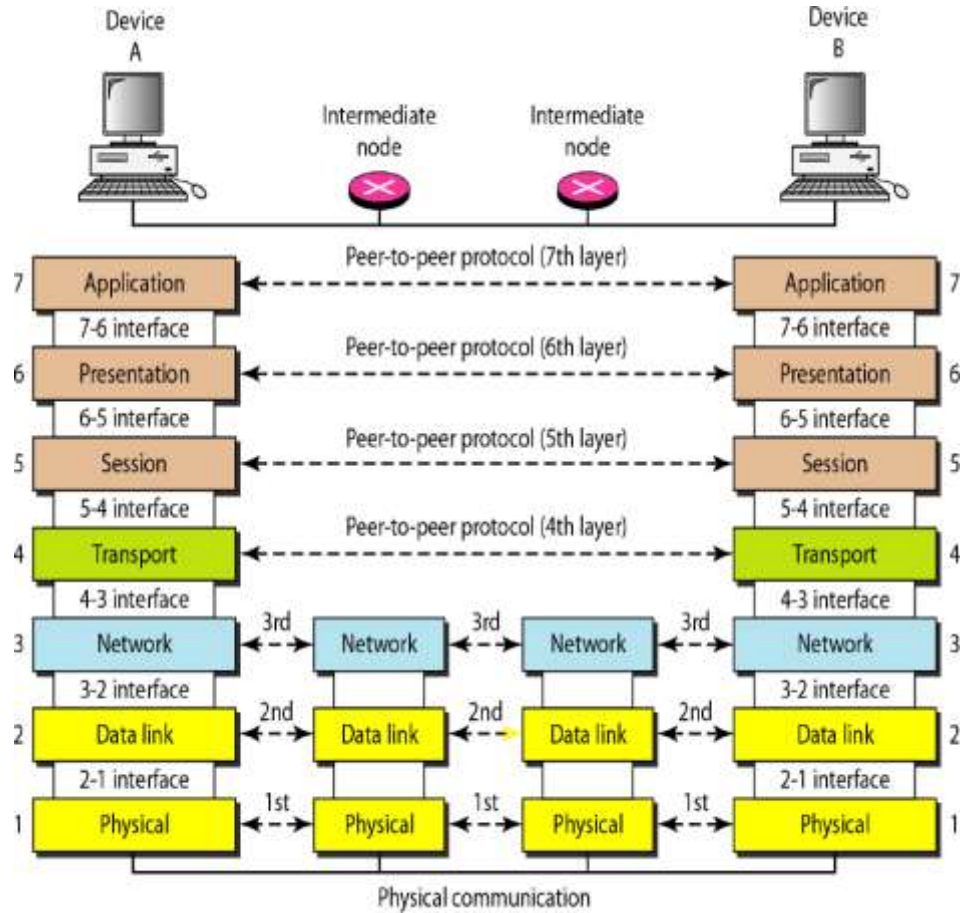 Device
A
Device
B
Intermediate
node
Intermediate
node
Peer-to-peer protocol (7th layer)
7 Application Application 7
7-6 interface 7-6 interface
Peer-to-peer protocol (6th layer)
6 Presentation Presentation 6
6-5 interface 6-5 interface
Peer-to-peer protocol (5th layer)
5 Session Session 5
5-4 interface 5-4 interface
Peer-to-peer protocol (4th layer)
4 Transport Transport 4
4-3 interface 4-3 interface
3rd 3rd 3rd
3 Network Network Network Network 3
3-2 interface 3-2 interface
2nd 2nd 2nd
2 Data link Data link Data link Data link 2
2-1 interface 2-1 interface
1st 1st 1st
1 Physical Physical Physical Physical 1
Physical communication